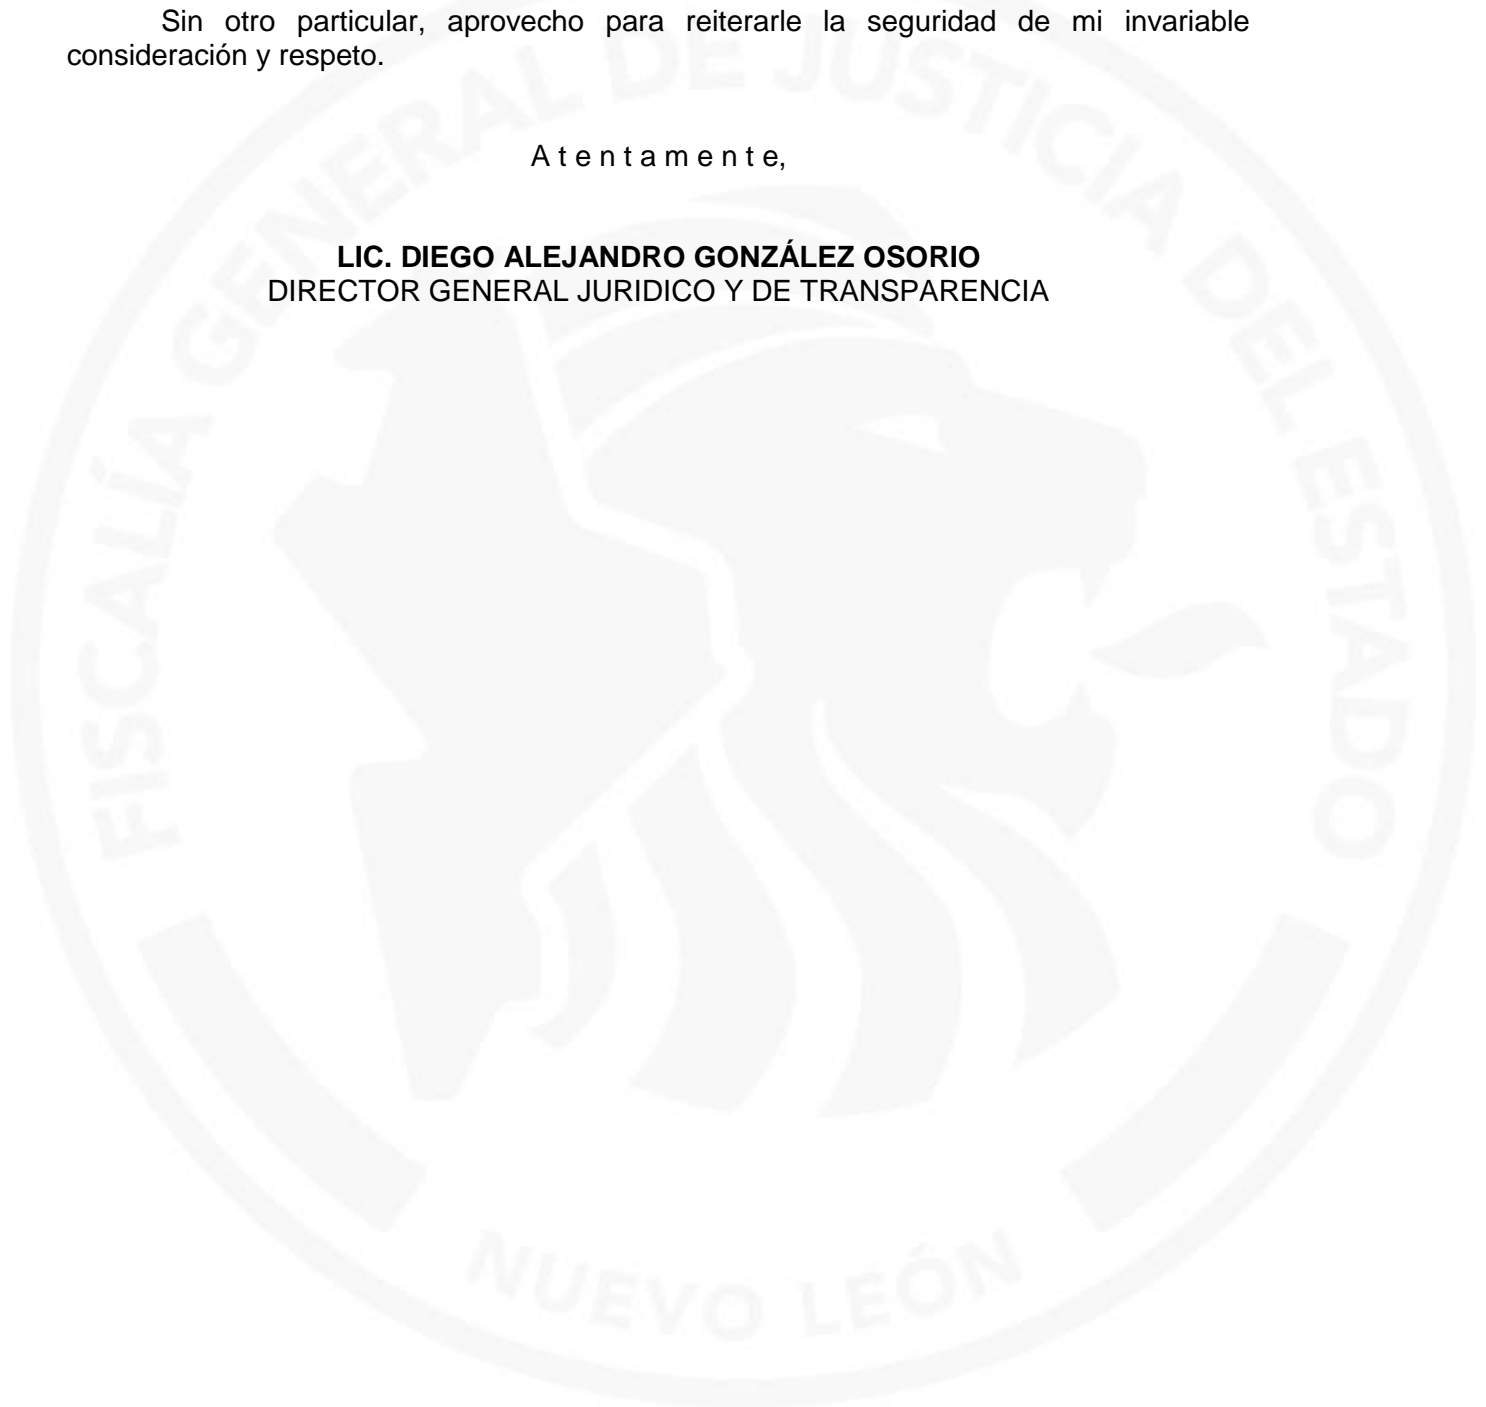 Sin otro particular, aprovecho para reiterarle la seguridad de mi invariable
consideración y respeto.
A t e n t a m e n t e,
LIC. DIEGO ALEJANDRO GONZÁLEZ OSORIO
DIRECTOR GENERAL JURIDICO Y DE TRANSPARENCIA
FISCALÍA GENERAL DE JUSTICIA DEL ESTADO
NUEVO LEÓN